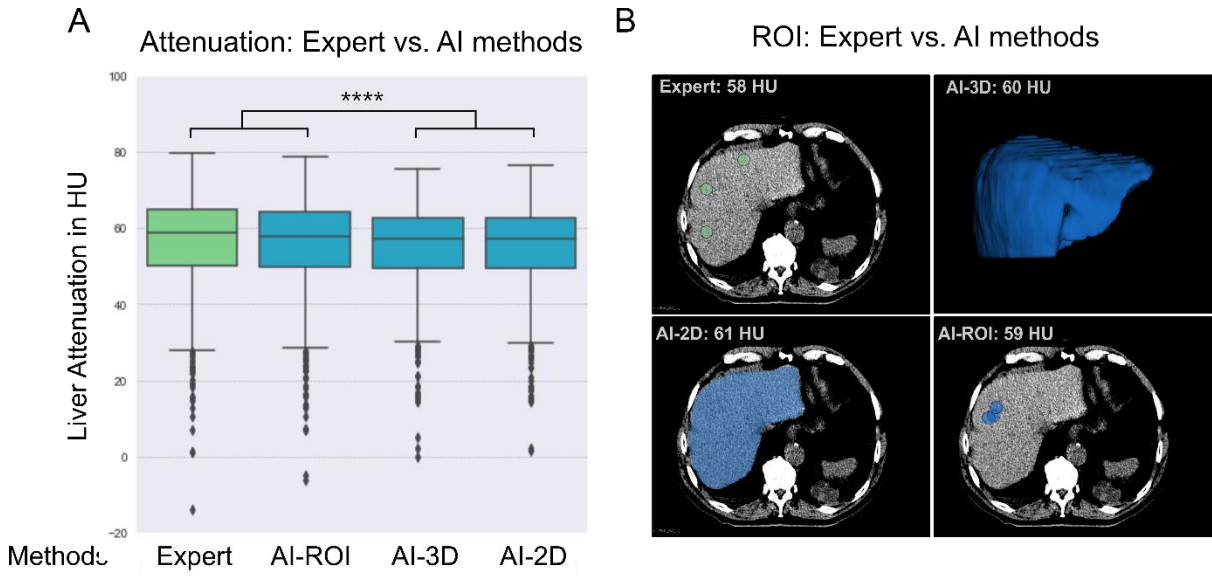 A
Attenuation: Expert vs. AI methods
Liver Attenuation in HU
100
80
60
40
20
0
−20
****
Methods
Expert
AI-ROI
AI-3D
AI-2D
B
ROI: Expert vs. AI methods
Expert: 58 HU
AI-3D: 60 HU
AI-2D: 61 HU
AI-ROI: 59 HU